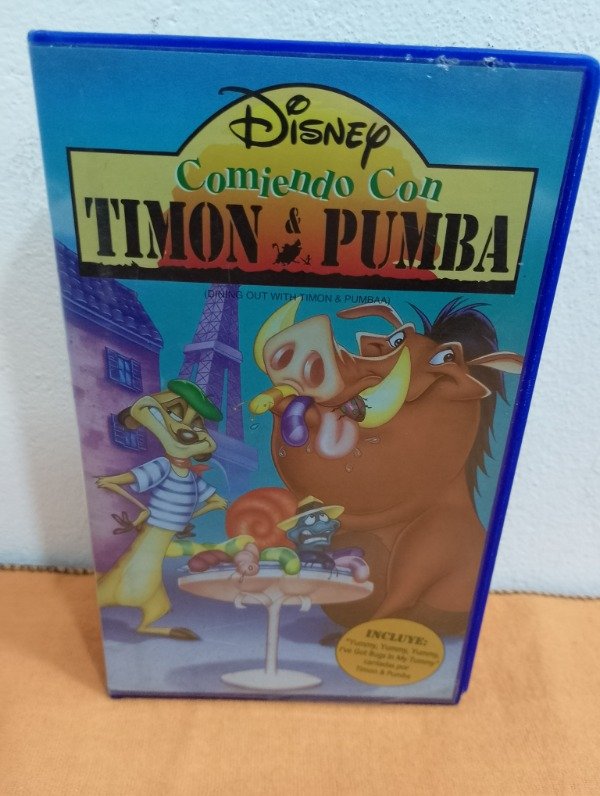 Disney
Comiendo Con
TIMON & PUMBA
(DINING OUT WITH TIMON & PUMBAA)
INCLUYE:
"Yummy, Yummy, Yummy,
I've Got Bugs In My Tummy"
cantadas por
Timon & Pumba